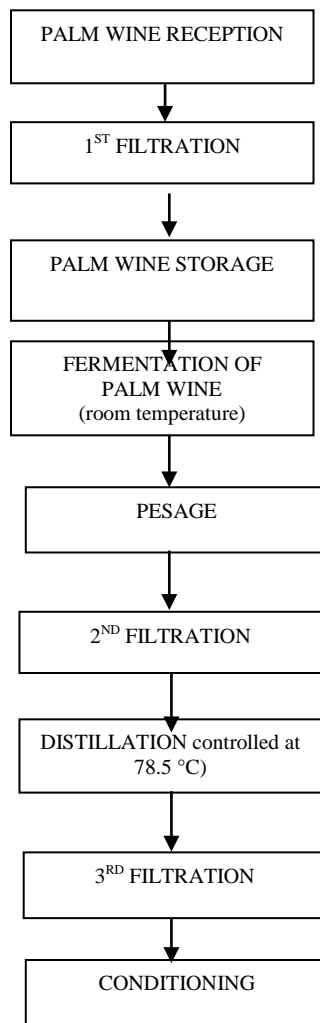 PALM WINE RECEPTION
1ST FILTRATION
PALM WINE STORAGE
FERMENTATION OF
PALM WINE
(room temperature)
PESAGE
2ND FILTRATION
DISTILLATION controlled at
78.5 °C)
3RD FILTRATION
CONDITIONING